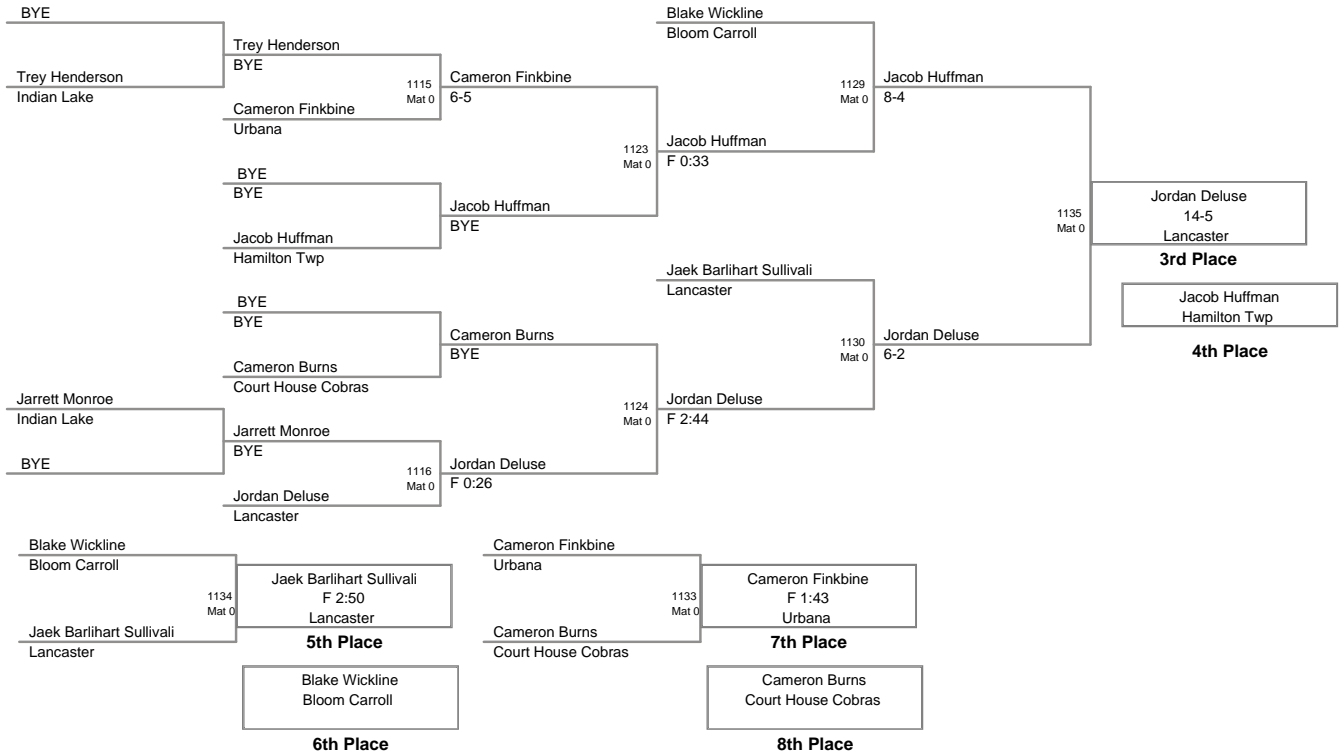 BYE
Trey Henderson
Indian Lake
Trey Henderson
BYE
1115
Mat 0
Cameron Finkbine
Urbana
Cameron Finkbine
6-5
BYE
BYE
Jacob Huffman
Hamilton Twp
Jacob Huffman
BYE
1123
Mat 0
Jacob Huffman
F 0:33
Blake Wickline
Bloom Carroll
1129
Mat 0
Jacob Huffman
8-4
BYE
BYE
Cameron Burns
Court House Cobras
Cameron Burns
BYE
Jarrett Monroe
Indian Lake
BYE
Jarrett Monroe
BYE
1116
Mat 0
Jordan Deluse
Lancaster
Jordan Deluse
F 0:26
1124
Mat 0
Jordan Deluse
F 2:44
Jaek Barlihart Sullivali
Lancaster
1130
Mat 0
Jordan Deluse
6-2
1135
Mat 0
Jordan Deluse
14-5
Lancaster
3rd Place
Jacob Huffman
Hamilton Twp
4th Place
Blake Wickline
Bloom Carroll
1134
Mat 0
Jaek Barlihart Sullivali
Lancaster
Jaek Barlihart Sullivali
F 2:50
Lancaster
5th Place
Blake Wickline
Bloom Carroll
6th Place
Cameron Finkbine
Urbana
1133
Mat 0
Cameron Burns
Court House Cobras
Cameron Finkbine
F 1:43
Urbana
7th Place
Cameron Burns
Court House Cobras
8th Place